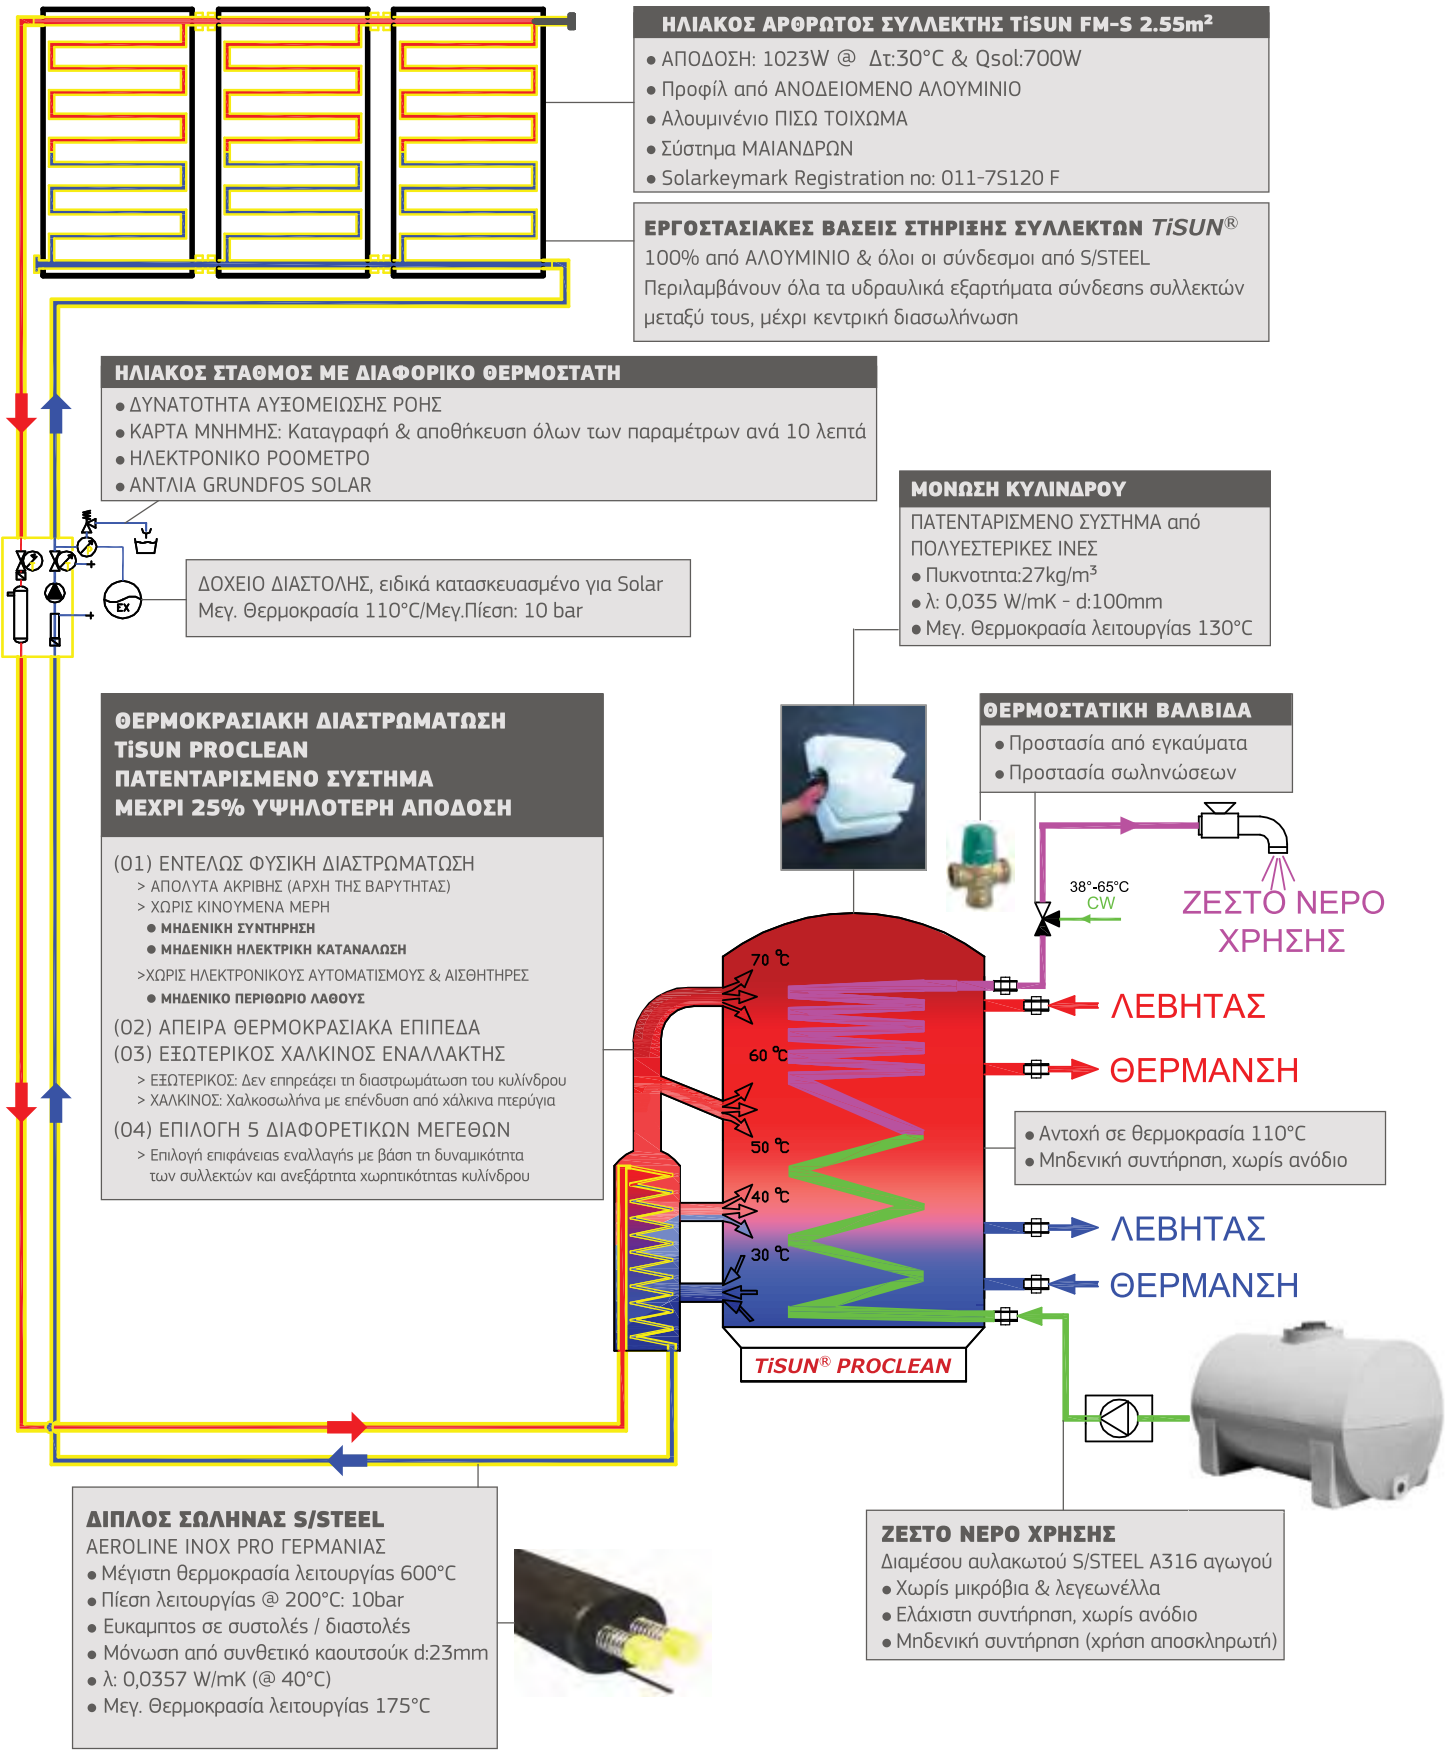 ΗΛΙΑΚΟΣ ΑΡΘΡΩΤΟΣ ΣΥΛΛΕΚΤΗΣ TiSUN FM-S 2.55m²
● ΑΠΟΔΟΣΗ: 1023W @ Δτ:30°C & Qsol:700W
● Προφίλ από ΑΝΟΔΕΙΟΜΕΝΟ ΑΛΟΥΜΙΝΙΟ
● Αλουμινένιο ΠΙΣΩ ΤΟΙΧΩΜΑ
● Σύστημα ΜΑΙΑΝΔΡΩΝ
● Solarkeymark Registration no: 011-7S120 F
ΕΡΓΟΣΤΑΣΙΑΚΕΣ ΒΑΣΕΙΣ ΣΤΗΡΙΞΗΣ ΣΥΛΛΕΚΤΩΝ TiSUN®
100% από ΑΛΟΥΜΙΝΙΟ & όλοι οι σύνδεσμοι από S/STEEL
Περιλαμβάνουν όλα τα υδραυλικά εξαρτήματα σύνδεσης συλλεκτών
μεταξύ τους, μέχρι κεντρική διασωλήνωση
ΗΛΙΑΚΟΣ ΣΤΑΘΜΟΣ ΜΕ ΔΙΑΦΟΡΙΚΟ ΘΕΡΜΟΣΤΑΤΗ
● ΔΥΝΑΤΟΤΗΤΑ ΑΥΞΟΜΕΙΩΣΗΣ ΡΟΗΣ
● ΚΑΡΤΑ ΜΝΗΜΗΣ: Καταγραφή & αποθήκευση όλων των παραμέτρων ανά 10 λεπτά
● ΗΛΕΚΤΡΟΝΙΚΟ ΡΟΟΜΕΤΡΟ
● ΑΝΤΛΙΑ GRUNDFOS SOLAR
ΜΟΝΩΣΗ ΚΥΛΙΝΔΡΟΥ
ΠΑΤΕΝΤΑΡΙΣΜΕΝΟ ΣΥΣΤΗΜΑ από
ΠΟΛΥΕΣΤΕΡΙΚΕΣ ΙΝΕΣ
● Πυκνοτητα:27kg/m³
● λ: 0,035 W/mK - d:100mm
● Μεγ. Θερμοκρασία λειτουργίας 130°C
ΔΟΧΕΙΟ ΔΙΑΣΤΟΛΗΣ, ειδικά κατασκευασμένο για Solar
Μεγ. Θερμοκρασία 110°C/Μεγ.Πίεση: 10 bar
EX
ΘΕΡΜΟΚΡΑΣΙΑΚΗ ΔΙΑΣΤΡΩΜΑΤΩΣΗ
TiSUN PROCLEAN
ΠΑΤΕΝΤΑΡΙΣΜΕΝΟ ΣΥΣΤΗΜΑ
ΜΕΧΡΙ 25% ΥΨΗΛΟΤΕΡΗ ΑΠΟΔΟΣΗ
(01) ΕΝΤΕΛΩΣ ΦΥΣΙΚΗ ΔΙΑΣΤΡΩΜΑΤΩΣΗ
> ΑΠΟΛΥΤΑ ΑΚΡΙΒΗΣ (ΑΡΧΗ ΤΗΣ ΒΑΡΥΤΗΤΑΣ)
> ΧΩΡΙΣ ΚΙΝΟΥΜΕΝΑ ΜΕΡΗ
● ΜΗΔΕΝΙΚΗ ΣΥΝΤΗΡΗΣΗ
● ΜΗΔΕΝΙΚΗ ΗΛΕΚΤΡΙΚΗ ΚΑΤΑΝΑΛΩΣΗ
>ΧΩΡΙΣ ΗΛΕΚΤΡΟΝΙΚΟΥΣ ΑΥΤΟΜΑΤΙΣΜΟΥΣ & ΑΙΣΘΗΤΗΡΕΣ
● ΜΗΔΕΝΙΚΟ ΠΕΡΙΘΩΡΙΟ ΛΑΘΟΥΣ
(02) ΑΠΕΙΡΑ ΘΕΡΜΟΚΡΑΣΙΑΚΑ ΕΠΙΠΕΔΑ
(03) ΕΞΩΤΕΡΙΚΟΣ ΧΑΛΚΙΝΟΣ ΕΝΑΛΛΑΚΤΗΣ
> ΕΞΩΤΕΡΙΚΟΣ: Δεν επηρεάζει τη διαστρωμάτωση του κυλίνδρου
> ΧΑΛΚΙΝΟΣ: Χαλκοσωλήνα με επένδυση από χάλκινα πτερύγια
(04) ΕΠΙΛΟΓΗ 5 ΔΙΑΦΟΡΕΤΙΚΩΝ ΜΕΓΕΘΩΝ
> Επιλογή επιφάνειας εναλλαγής με βάση τη δυναμικότητα
των συλλεκτών και ανεξάρτητα χωρητικότητας κυλίνδρου
ΘΕΡΜΟΣΤΑΤΙΚΗ ΒΑΛΒΙΔΑ
● Προστασία από εγκαύματα
● Προστασία σωληνώσεων
38°-65°C
CW
ΖΕΣΤΟ ΝΕΡΟ
ΧΡΗΣΗΣ
70 °C
60 °C
50 °C
40 °C
30 °C
ΛΕΒΗΤΑΣ
ΘΕΡΜΑΝΣΗ
● Αντοχή σε θερμοκρασία 110°C
● Μηδενική συντήρηση, χωρίς ανόδιο
ΛΕΒΗΤΑΣ
ΘΕΡΜΑΝΣΗ
TiSUN® PROCLEAN
ΔΙΠΛΟΣ ΣΩΛΗΝΑΣ S/STEEL
AEROLINE INOX PRO ΓΕΡΜΑΝΙΑΣ
● Μέγιστη θερμοκρασία λειτουργίας 600°C
● Πίεση λειτουργίας @ 200°C: 10bar
● Ευκαμπτος σε συστολές / διαστολές
● Μόνωση από συνθετικό καουτσούκ d:23mm
● λ: 0,0357 W/mK (@ 40°C)
● Μεγ. Θερμοκρασία λειτουργίας 175°C
ΖΕΣΤΟ ΝΕΡΟ ΧΡΗΣΗΣ
Διαμέσου αυλακωτού S/STEEL A316 αγωγού
● Χωρίς μικρόβια & λεγεωνέλλα
● Ελάχιστη συντήρηση, χωρίς ανόδιο
● Μηδενική συντήρηση (χρήση αποσκληρωτή)